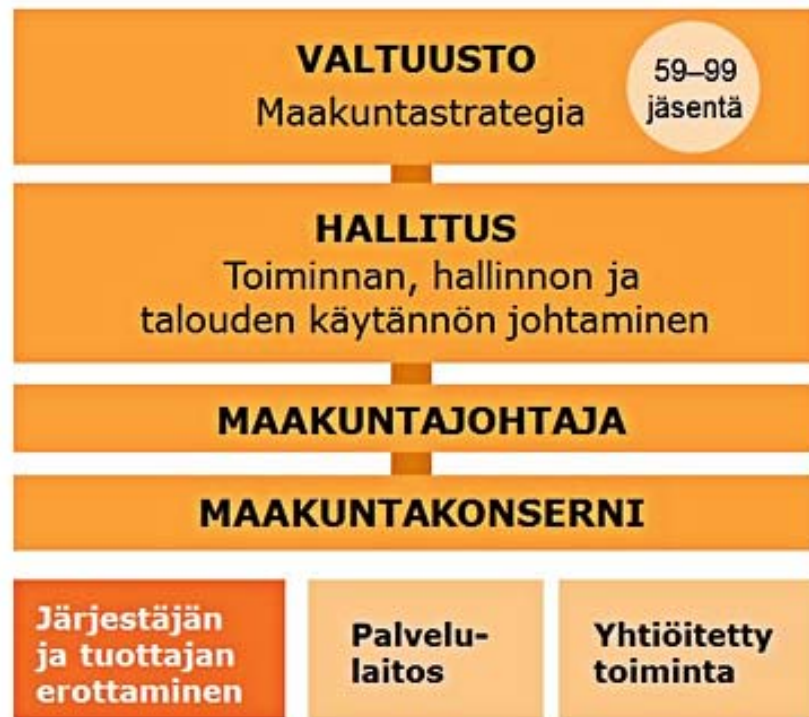 VALTUUSTO
Maakuntastrategia
59–99
jäsentä
HALLITUS
Toiminnan, hallinnon ja
talouden käytännön johtaminen
MAAKUNTAJOHTAJA
MAAKUNTAKONSERNI
Järjestäjän
ja tuottajan
erottaminen
Palvelu-
laitos
Yhtiöitetty
toiminta